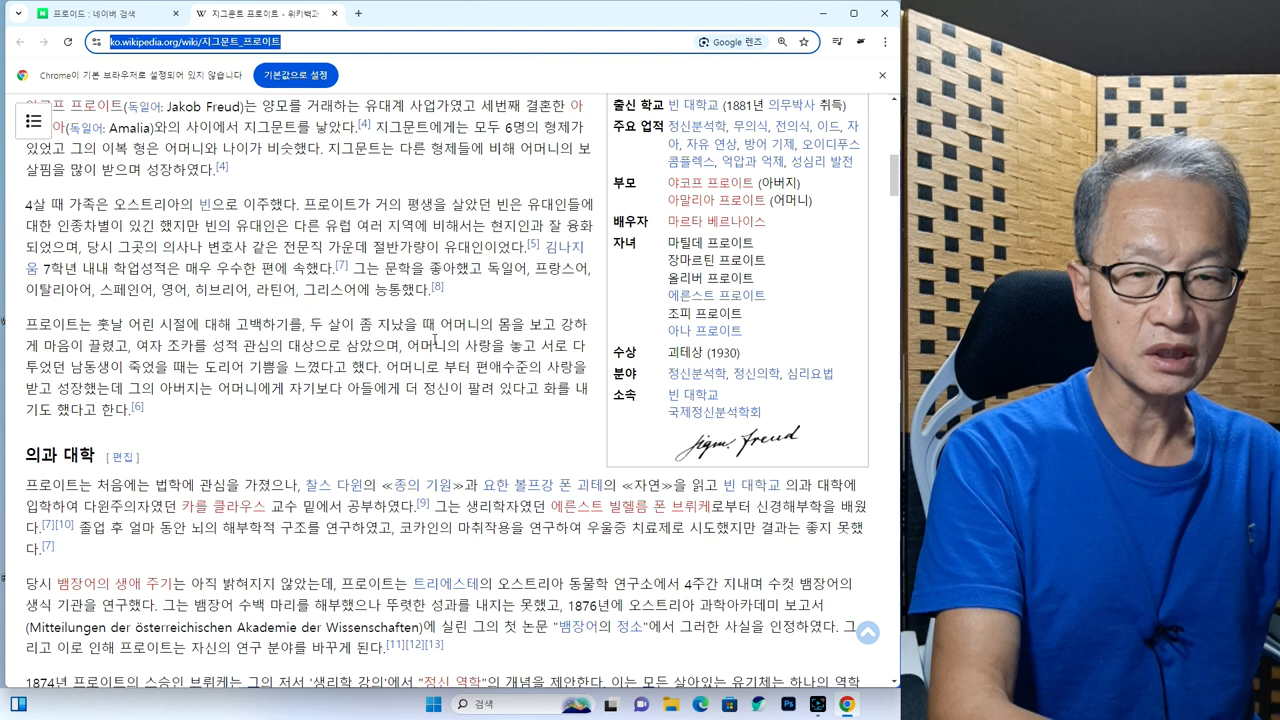 프로이드 : 네이버 검색
지그문트 프로이트 - 위키백과
ko.wikipedia.org/wiki/지그문트_프로이트
Google 렌즈
Chrome이 기본 브라우저로 설정되어 있지 않습니다
기본값으로 설정
프로이트(독일어: Jakob Freud)는 양모를 거래하는 유대계 사업가였고 세번째 결혼한 아
아(독일어: Amalia)와의 사이에서 지그문트를 낳았다.[4] 지그문트에게는 모두 6명의 형제가
있었고 그의 이복 형은 어머니와 나이가 비슷했다. 지그문트는 다른 형제들에 비해 어머니의 보
살핌을 많이 받으며 성장하였다.[4]
4살 때 가족은 오스트리아의 빈으로 이주했다. 프로이트가 거의 평생을 살았던 빈은 유대인들에
대한 인종차별이 있긴 했지만 빈의 유대인은 다른 유럽 여러 지역에 비해서는 현지인과 잘 융화
되었으며, 당시 그곳의 의사나 변호사 같은 전문직 가운데 절반가량이 유대인이었다.[5] 김나지
움 7학년 내내 학업성적은 매우 우수한 편에 속했다.[7] 그는 문학을 좋아했고 독일어, 프랑스어,
이탈리아어, 스페인어, 영어, 히브리어, 라틴어, 그리스어에 능통했다.[8]
프로이트는 훗날 어린 시절에 대해 고백하기를, 두 살이 좀 지났을 때 어머니의 몸을 보고 강하
게 마음이 끌렸고, 여자 조카를 성적 관심의 대상으로 삼았으며, 어머니의 사랑을 놓고 서로 다
투었던 남동생이 죽었을 때는 도리어 기쁨을 느꼈다고 했다. 어머니로 부터 편애수준의 사랑을
받고 성장했는데 그의 아버지는 어머니에게 자기보다 아들에게 더 정신이 팔려 있다고 화를 내
기도 했다고 한다.[6]
출신 학교 빈 대학교 (1881년 의무박사 취득)
주요 업적 정신분석학, 무의식, 전의식, 이드, 자
아, 자유 연상, 방어 기제, 오이디푸스
콤플렉스, 억압과 억제, 성심리 발전
부모 야코프 프로이트 (아버지)
아말리아 프로이트 (어머니)
배우자 마르타 베르나이스
자녀 마틸데 프로이트
장마르틴 프로이트
올리버 프로이트
에른스트 프로이트
조피 프로이트
아나 프로이트
수상 괴테상 (1930)
분야 정신분석학, 정신의학, 심리요법
소속 빈 대학교
국제정신분석학회
Sigm. Freud
의과 대학 [ 편집 ]
프로이트는 처음에는 법학에 관심을 가졌으나, 찰스 다윈의 ≪종의 기원≫과 요한 볼프강 폰 괴테의 ≪자연≫을 읽고 빈 대학교 의과 대학에
입학하여 다윈주의자였던 카를 클라우스 교수 밑에서 공부하였다.[9] 그는 생리학자였던 에른스트 빌헬름 폰 브뤼케로부터 신경해부학을 배웠
다.[7][10] 졸업 후 얼마 동안 뇌의 해부학적 구조를 연구하였고, 코카인의 마취작용을 연구하여 우울증 치료제로 시도했지만 결과는 좋지 못했
다.[7]
당시 뱀장어의 생애 주기는 아직 밝혀지지 않았는데, 프로이트는 트리에스테의 오스트리아 동물학 연구소에서 4주간 지내며 수컷 뱀장어의
생식 기관을 연구했다. 그는 뱀장어 수백 마리를 해부했으나 뚜렷한 성과를 내지는 못했고, 1876년에 오스트리아 과학아카데미 보고서
(Mitteilungen der österreichischen Akademie der Wissenschaften)에 실린 그의 첫 논문 "뱀장어의 정소"에서 그러한 사실을 인정하였다. 그
리고 이로 인해 프로이트는 자신의 연구 분야를 바꾸게 된다.[11][12][13]
1874년 프로이트의 스승인 브뤼케는 그의 저서 '생리학 강의'에서 "정신 역학"의 개념을 제안한다. 이는 모든 살아있는 유기체는 하나의 역학
검색